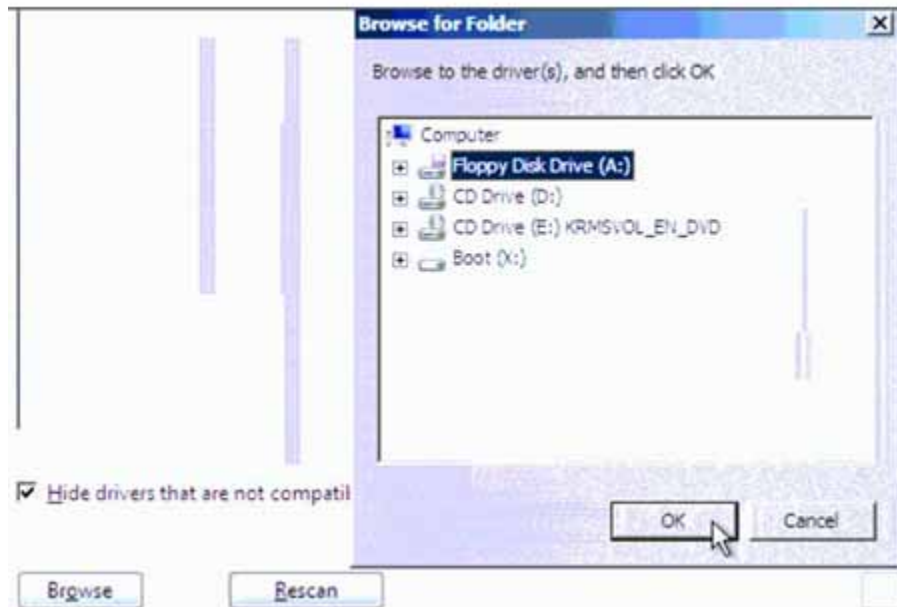 Browse for Folder
Browse to the driver(s), and then click OK
Computer
Floppy Disk Drive (A:)
CD Drive (D:)
CD Drive (E:) KRMSVOL_EN_DVD
Boot (X:)
Hide drivers that are not compatil
OK Cancel
Browse Rescan